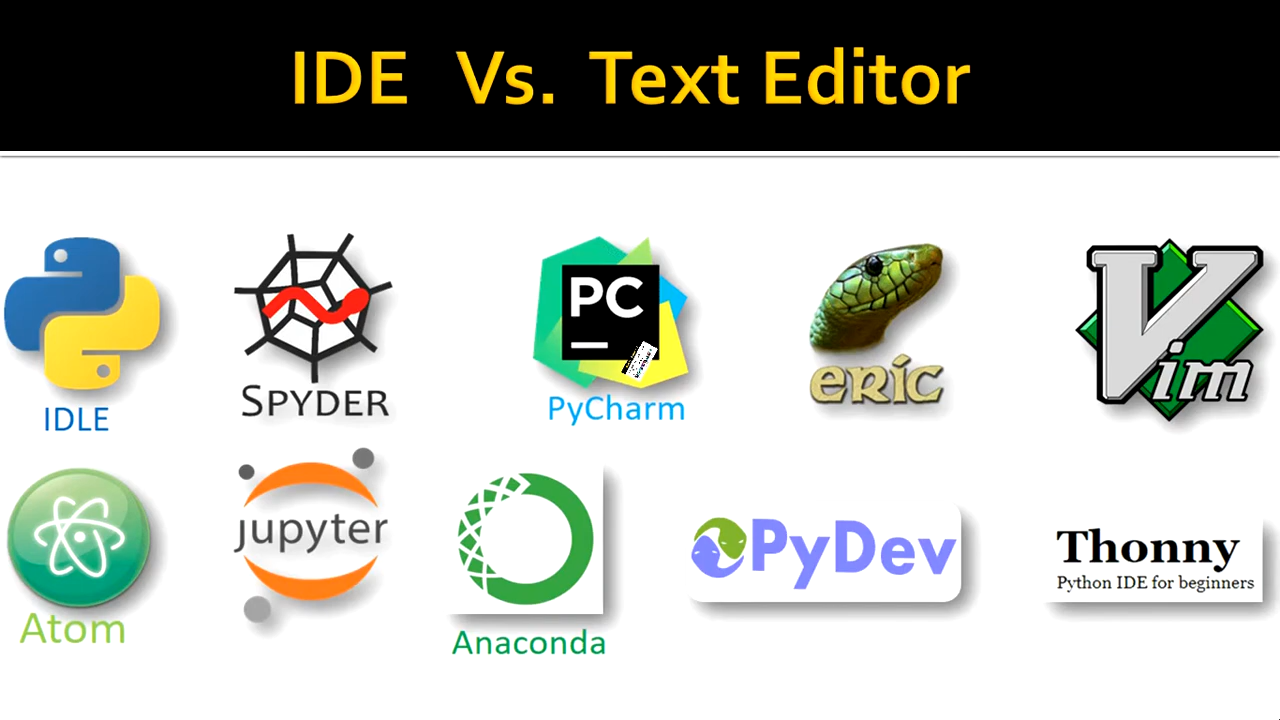 IDE Vs. Text Editor
IDLE
SPYDER
PC
PyCharm
eric
Vim
Atom
jupyter
Anaconda
PyDev
Thonny
Python IDE for beginners